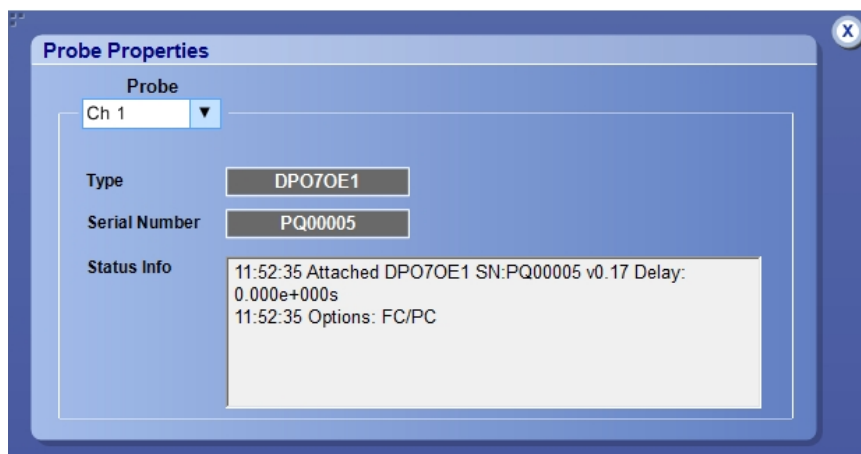 X
Probe Properties
Probe
Ch 1
Type
DPO7OE1
Serial Number
PQ00005
Status Info
11:52:35 Attached DPO7OE1 SN:PQ00005 v0.17 Delay:
0.000e+000s
11:52:35 Options: FC/PC